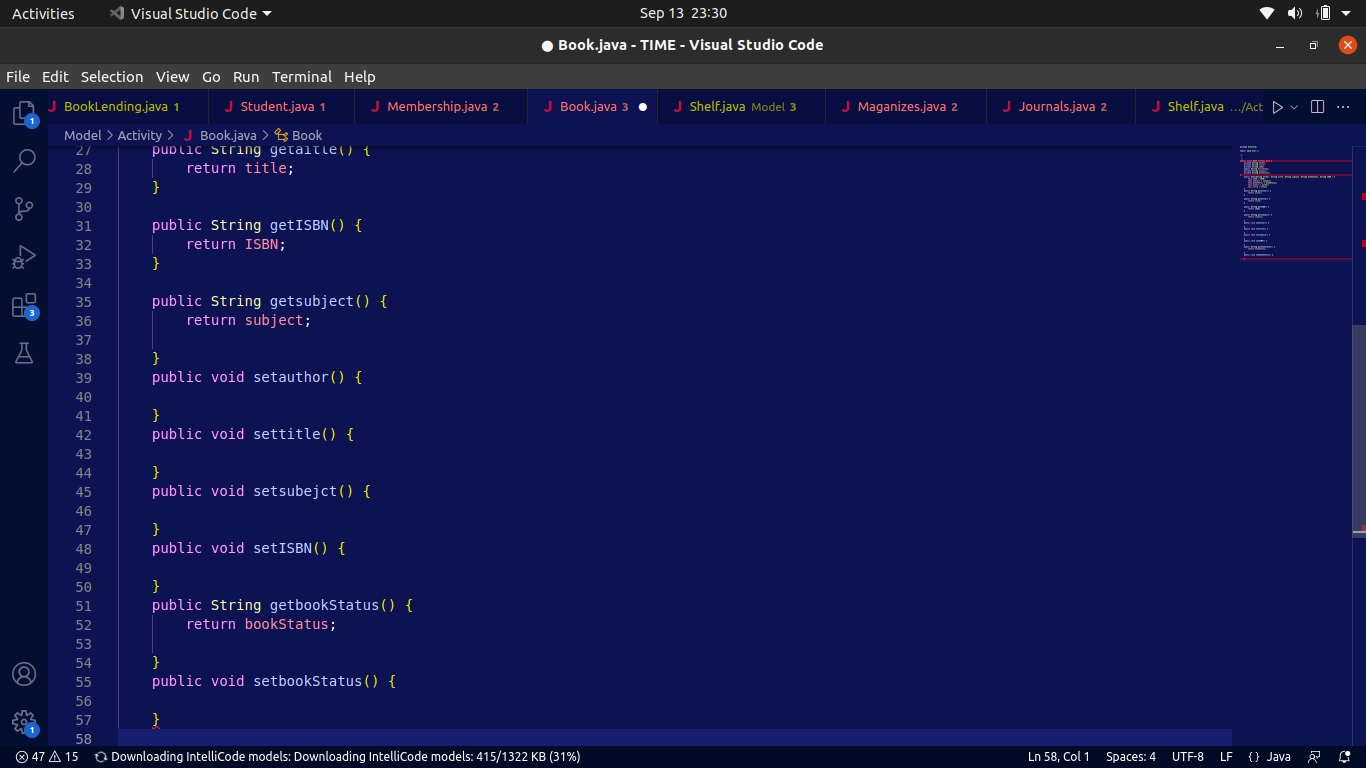 Activities Visual Studio Code Sep 13 23:30
● Book.java - TIME - Visual Studio Code
File Edit Selection View Go Run Terminal Help
BookLending.java 1 Student.java 1 Membership.java 2 Book.java 3 Shelf.java Model 3 Maganizes.java 2 Journals.java 2 Shelf.java .../Act
Model > Activity > Book.java > Book
27 public String getaitle() {
28 return title;
29 }
30
31 public String getISBN() {
32 return ISBN;
33 }
34
35 public String getsubject() {
36 return subject;
37
38 }
39 public void setauthor() {
40
41 }
42 public void settitle() {
43
44 }
45 public void setsubejct() {
46
47 }
48 public void setISBN() {
49
50 }
51 public String getbookStatus() {
52 return bookStatus;
53
54 }
55 public void setbookStatus() {
56
57 }
58
1
3
1
47 15 Downloading IntelliCode models: Downloading IntelliCode models: 415/1322 KB (31%) Ln 58, Col 1 Spaces: 4 UTF-8 LF {} Java